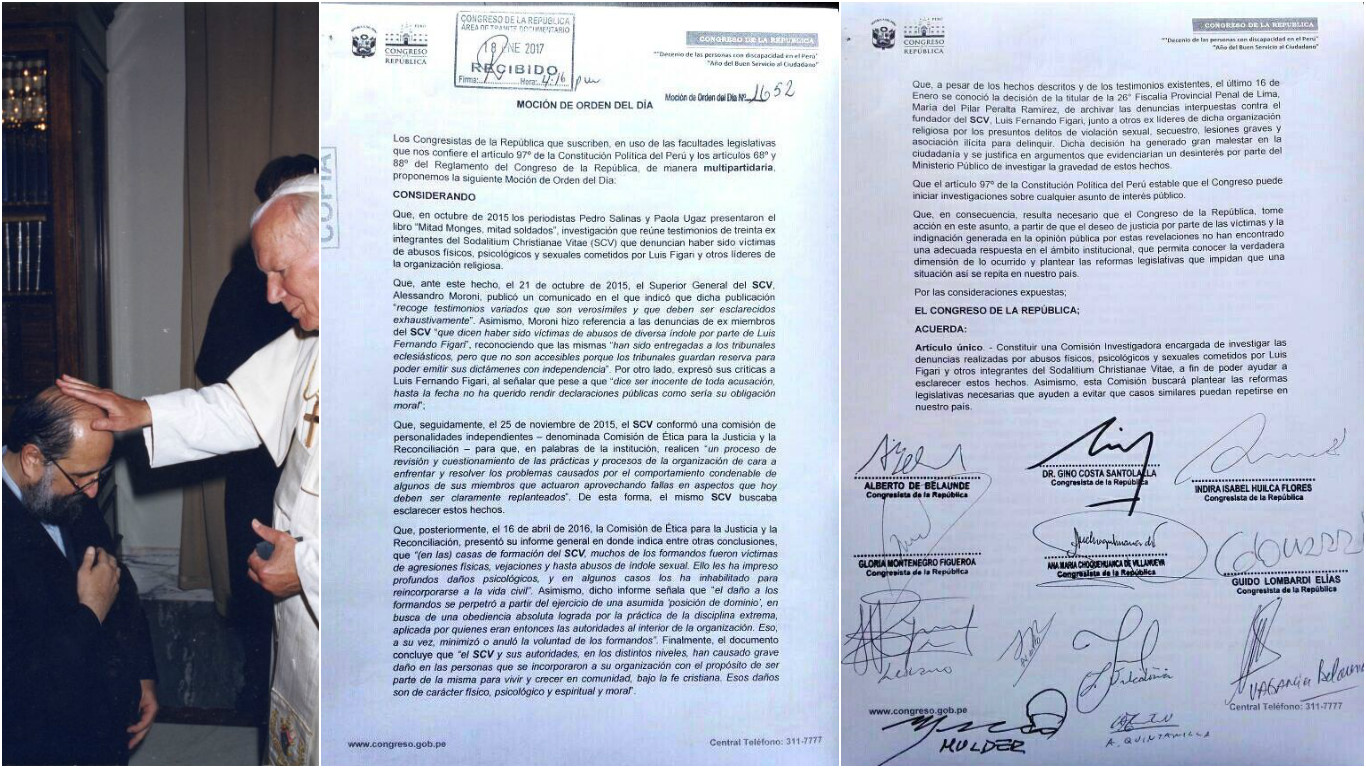 CONGRESO DE LA REPÚBLICA
AREA DE TRAMITE DOCUMENTARIO
18 ENE 2017
RECIBIDO
Firma: Hora: 4:16 pm
PERÚ
CONGRESO
REPÚBLICA
CONGRESO DE LA REPÚBLICA
"Decenio de las personas con discapacidad en el Perú"
"Año del Buen Servicio al Ciudadano"
Moción de Orden del Día Nº 1652
MOCIÓN DE ORDEN DEL DÍA
COPIA
Los Congresistas de la República que suscriben, en uso de las facultades legislativas
que nos confiere el artículo 97º de la Constitución Política del Perú y los artículos 68º y
88º del Reglamento del Congreso de la República, de manera multipartidaria,
proponemos la siguiente Moción de Orden del Día:
CONSIDERANDO
Que, en octubre de 2015 los periodistas Pedro Salinas y Paola Ugaz presentaron el
libro "Mitad Monges, mitad soldados", investigación que reúne testimonios de treinta ex
integrantes del Sodalitium Christianae Vitae (SCV) que denuncian haber sido víctimas
de abusos físicos, psicológicos y sexuales cometidos por Luis Figari y otros líderes de
la organización religiosa.
Que, ante este hecho, el 21 de octubre de 2015, el Superior General del SCV,
Alessandro Moroni, publicó un comunicado en el que indicó que dicha publicación
"recoge testimonios variados que son verosímiles y que deben ser esclarecidos
exhaustivamente". Asimismo, Moroni hizo referencia a las denuncias de ex miembros
del SCV "que dicen haber sido víctimas de abusos de diversa índole por parte de Luis
Fernando Figari", reconociendo que las mismas "han sido entregadas a los tribunales
eclesiásticos, pero que no son accesibles porque los tribunales guardan reserva para
poder emitir sus dictámenes con independencia". Por otro lado, expresó sus críticas a
Luis Fernando Figari, al señalar que pese a que "dice ser inocente de toda acusación,
hasta la fecha no ha querido rendir declaraciones públicas como sería su obligación
moral";
Que, seguidamente, el 25 de noviembre de 2015, el SCV conformó una comisión de
personalidades independientes – denominada Comisión de Ética para la Justicia y la
Reconciliación – para que, en palabras de la institución, realicen "un proceso de
revisión y cuestionamiento de las prácticas y procesos de la organización de cara a
enfrentar y resolver los problemas causados por el comportamiento condenable de
algunos de sus miembros que actuaron aprovechando fallas en aspectos que hoy
deben ser claramente replanteados". De esta forma, el mismo SCV buscaba
esclarecer estos hechos.
Que, posteriormente, el 16 de abril de 2016, la Comisión de Ética para la Justicia y la
Reconciliación, presentó su informe general en donde indica entre otras conclusiones,
que "(en las) casas de formación del SCV, muchos de los formandos fueron víctimas
de agresiones físicas, vejaciones y hasta abusos de índole sexual. Ello les ha impreso
profundos daños psicológicos, y en algunos casos los ha inhabilitado para
reincorporarse a la vida civil". Asimismo, dicho informe señala que "el daño a los
formandos se perpetró a partir del ejercicio de una asumida 'posición de dominio', en
busca de una obediencia absoluta lograda por la práctica de la disciplina extrema,
aplicada por quienes eran entonces las autoridades al interior de la organización. Eso,
a su vez, minimizó o anuló la voluntad de los formandos". Finalmente, el documento
concluye que "el SCV y sus autoridades, en los distintos niveles, han causado grave
daño en las personas que se incorporaron a su organización con el propósito de ser
parte de la misma para vivir y crecer en comunidad, bajo la fe cristiana. Esos daños
son de carácter físico, psicológico y espiritual y moral".
www.congreso.gob.pe Central Teléfono: 311-7777
CONGRESO
REPÚBLICA
CONGRESO DE LA REPÚBLICA
"Decenio de las personas con discapacidad en el Perú"
"Año del Buen Servicio al Ciudadano"
Que, a pesar de los hechos descritos y de los testimonios existentes, el último 16 de
Enero se conoció la decisión de la titular de la 26° Fiscalía Provincial Penal de Lima,
María del Pilar Peralta Ramírez, de archivar las denuncias interpuestas contra el
fundador del SCV, Luis Fernando Figari, junto a otros ex líderes de dicha organización
religiosa por los presuntos delitos de violación sexual, secuestro, lesiones graves y
asociación ilícita para delinquir. Dicha decisión ha generado gran malestar en la
ciudadanía y se justifica en argumentos que evidenciarían un desinterés por parte del
Ministerio Público de investigar la gravedad de estos hechos.
Que el artículo 97º de la Constitución Política del Perú estable que el Congreso puede
iniciar investigaciones sobre cualquier asunto de interés público.
Que, en consecuencia, resulta necesario que el Congreso de la República, tome
acción en este asunto, a partir de que el deseo de justicia por parte de las víctimas y la
indignación generada en la opinión pública por estas revelaciones no han encontrado
una adecuada respuesta en el ámbito institucional, que permita conocer la verdadera
dimensión de lo ocurrido y plantear las reformas legislativas que impidan que una
situación así se repita en nuestro país.
Por las consideraciones expuestas;
EL CONGRESO DE LA REPÚBLICA;
ACUERDA:
Artículo único. - Constituir una Comisión Investigadora encargada de investigar las
denuncias realizadas por abusos físicos, psicológicos y sexuales cometidos por Luis
Figari y otros integrantes del Sodalitium Christianae Vitae, a fin de poder ayudar a
esclarecer estos hechos. Asimismo, esta Comisión buscará plantear las reformas
legislativas necesarias que ayuden a evitar que casos similares puedan repetirse en
nuestro país.
ALBERTO DE BELAUNDE
Congresista de la República
DR. GINO COSTA SANTOLALLA
Congresista de la República
INDIRA ISABEL HUILCA FLORES
Congresista de la República
GLORIA MONTENEGRO FIGUEROA
Congresista de la República
ANA MARIA CHOQUEHUANCA DE VILLANUEVA
Congresista de la República
GUIDO LOMBARDI ELÍAS
Congresista de la República
Lescano
MULDER
A. QUINTANILLA
www.congreso.gob.pe
Central Teléfono: 311-7777